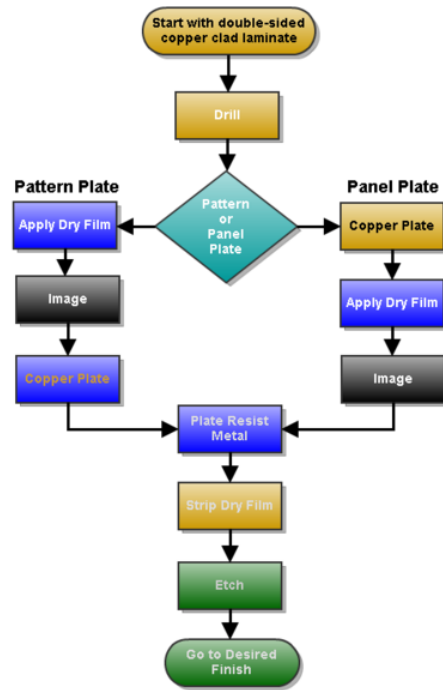 Start with double-sided
copper clad laminate
Drill
Pattern
or
Panel
Plate
Pattern Plate
Apply Dry Film
Image
Copper Plate
Panel Plate
Copper Plate
Apply Dry Film
Image
Plate Resist
Metal
Strip Dry Film
Etch
Go to Desired
Finish